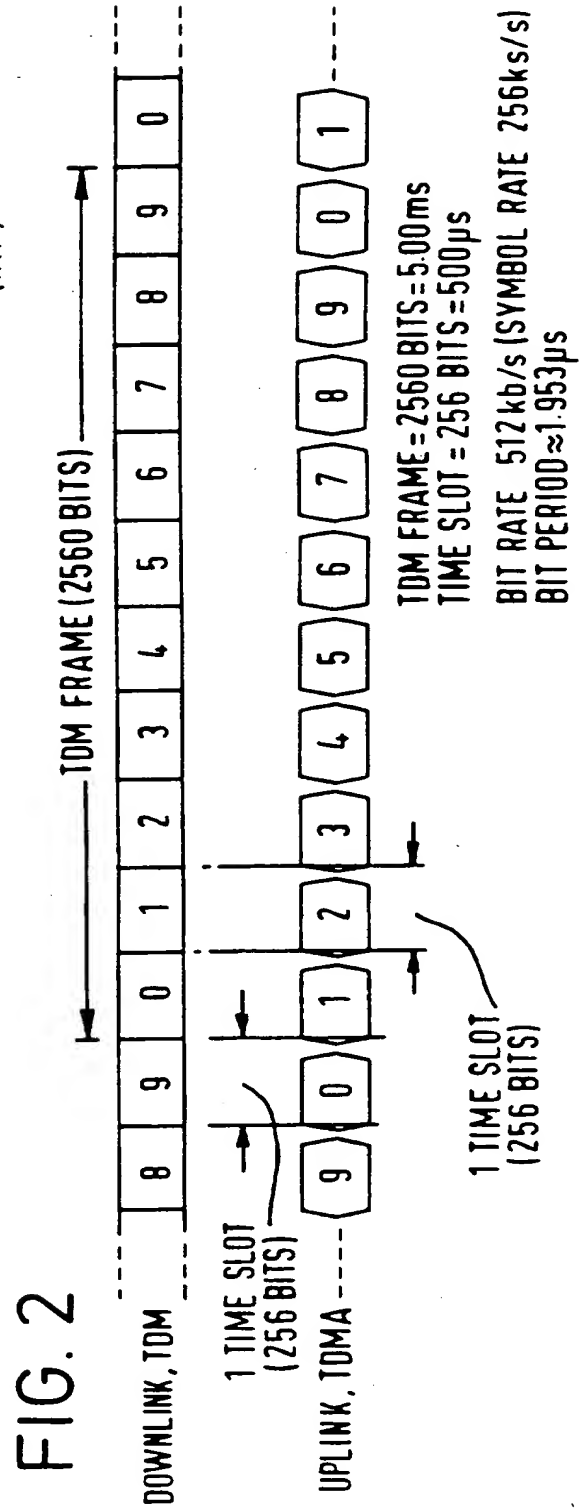 FIG. 2
TDM FRAME (2560 BITS)
DOWNLINK, TDM
8 9 0 1 2 3 4 5 6 7 8 9 0
1 TIME SLOT
(256 BITS)
UPLINK, TDMA
9 0 1 2 3 4 5 6 7 8 9 0 1
1 TIME SLOT
(256 BITS)
TDM FRAME = 2560 BITS = 5.00ms
TIME SLOT = 256 BITS = 500µs
BIT RATE 512kb/s (SYMBOL RATE 256ks/s)
BIT PERIOD ≈ 1.953µs